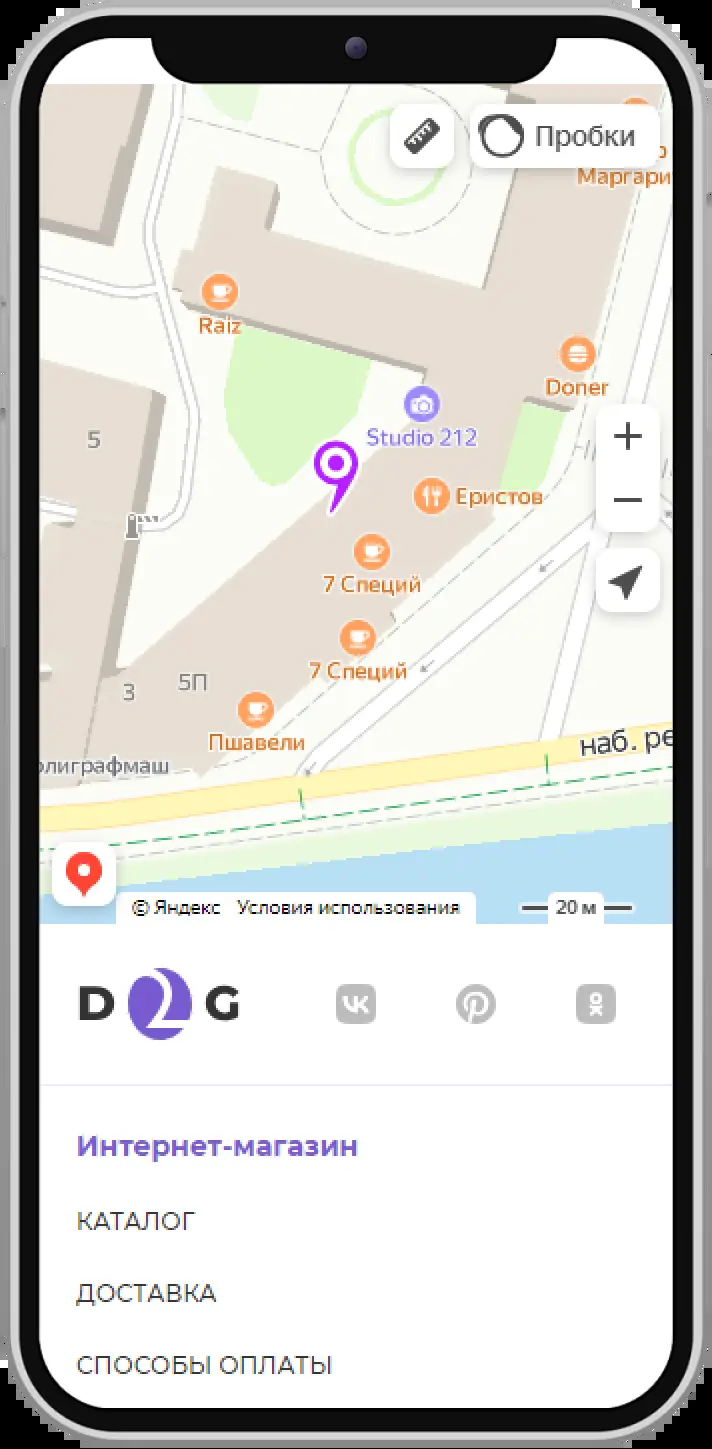 Пробки
Маргари
Raiz
Doner
5
Studio 212
Еристов
7 Специй
7 Специй
3
5П
Пшавели
наб. ре
олиграфмаш
© Яндекс Условия использования
20 м
D2G
Интернет-магазин
КАТАЛОГ
ДОСТАВКА
СПОСОБЫ ОПЛАТЫ